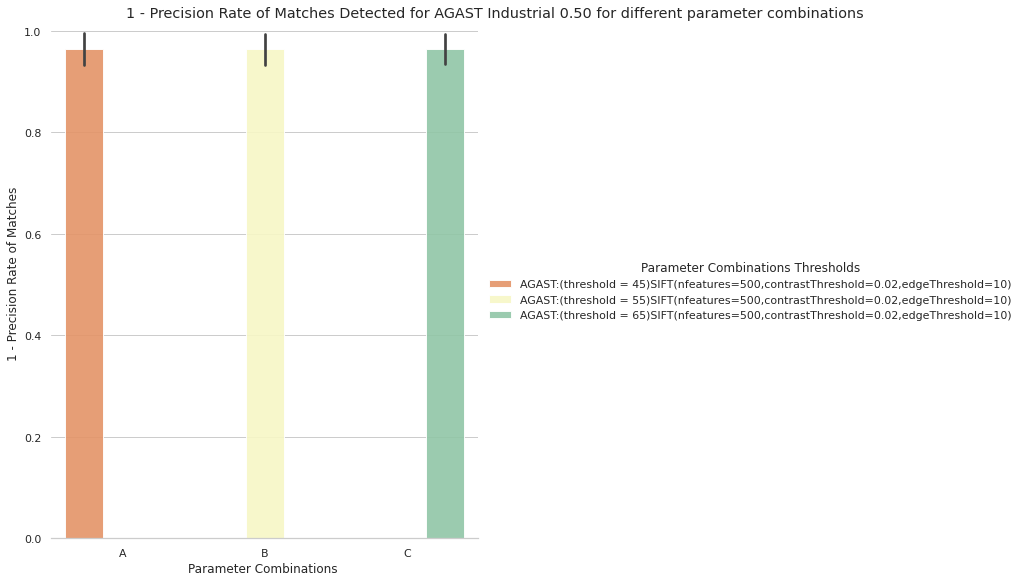 1 - Precision Rate of Matches Detected for AGAST Industrial 0.50 for different parameter combinations
1.0
0.8
0.6
0.4
0.2
0.0
1 - Precision Rate of Matches
A B C
Parameter Combinations
Parameter Combinations Thresholds
AGAST:(threshold = 45)SIFT(nfeatures=500,contrastThreshold=0.02,edgeThreshold=10)
AGAST:(threshold = 55)SIFT(nfeatures=500,contrastThreshold=0.02,edgeThreshold=10)
AGAST:(threshold = 65)SIFT(nfeatures=500,contrastThreshold=0.02,edgeThreshold=10)